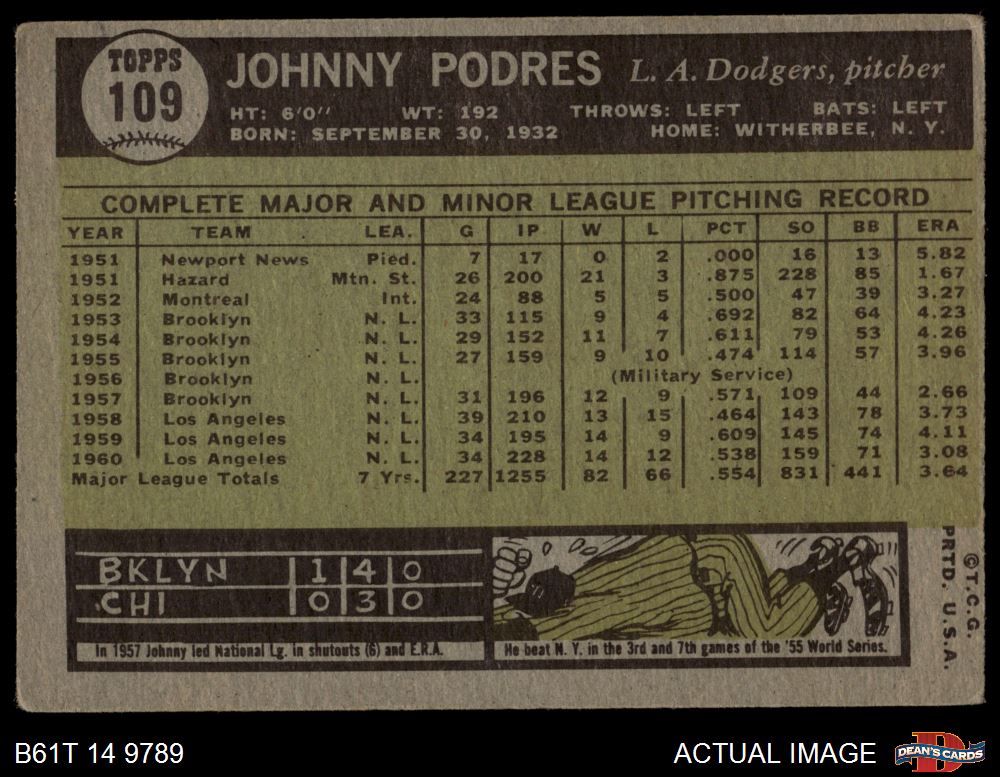 TOPPS
109
JOHNNY PODRES L. A. Dodgers, pitcher
HT: 6'0" WT: 192 THROWS: LEFT BATS: LEFT
BORN: SEPTEMBER 30, 1932 HOME: WITHERBEE, N. Y.
COMPLETE MAJOR AND MINOR LEAGUE PITCHING RECORD
YEAR TEAM LEA. G IP W L PCT SO BB ERA
1951 Newport News Pied. 7 17 0 2 .000 16 13 5.82
1951 Hazard Mtn. St. 26 200 21 3 .875 228 85 1.67
1952 Montreal Int. 24 88 5 5 .500 47 39 3.27
1953 Brooklyn N. L. 33 115 9 4 .692 82 64 4.23
1954 Brooklyn N. L. 29 152 11 7 .611 79 53 4.26
1955 Brooklyn N. L. 27 159 9 10 .474 114 57 3.96
1956 Brooklyn N. L. (Military Service)
1957 Brooklyn N. L. 31 196 12 9 .571 109 44 2.66
1958 Los Angeles N. L. 39 210 13 15 .464 143 78 3.73
1959 Los Angeles N. L. 34 195 14 9 .609 145 74 4.11
1960 Los Angeles N. L. 34 228 14 12 .538 159 71 3.08
Major League Totals 7 Yrs. 227 1255 82 66 .554 831 441 3.64
BKLYN 1 4 0
CHI 0 3 0
In 1957 Johnny led National Lg. in shutouts (6) and E.R.A.
He beat N. Y. in the 3rd and 7th games of the '55 World Series.
©T.C.G.
PRTD. U.S.A.
B61T 14 9789
ACTUAL IMAGE
DEAN'S CARDS